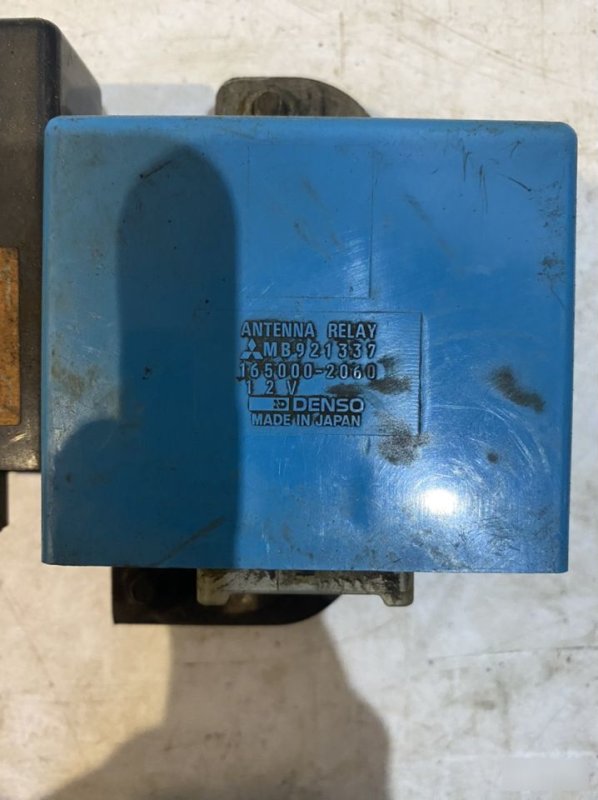 ANTENNA RELAY
MB921337
165000-2060
12V
DENSO
MADE IN JAPAN